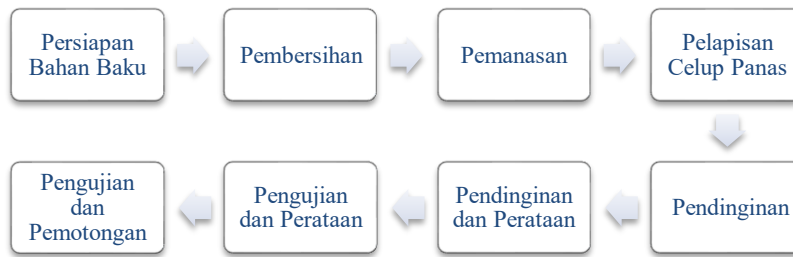 Persiapan
Bahan Baku
Pembersihan
Pemanasan
Pelapisan
Celup Panas
Pendinginan
Pendinginan
dan Perataan
Pengujian
dan Perataan
Pengujian
dan
Pemotongan